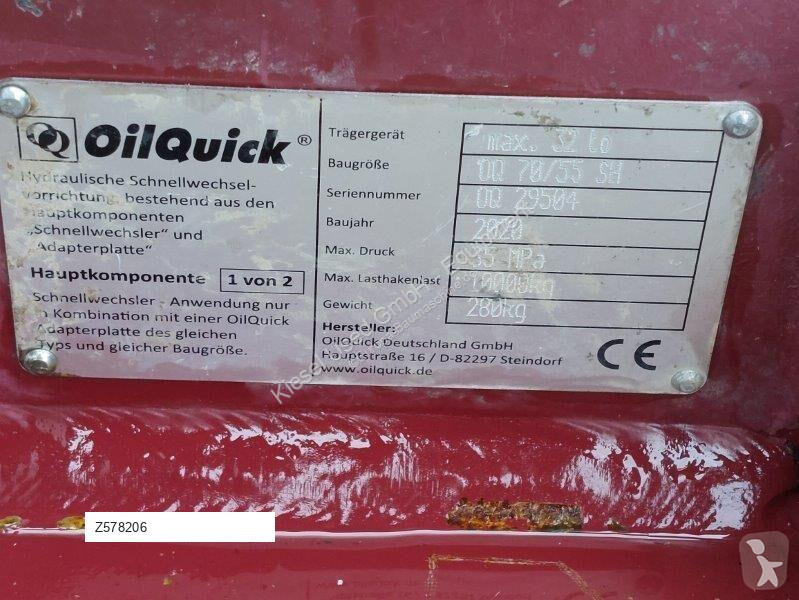 OilQuick®
Hydraulische Schnellwechsel-
vorrichtung, bestehend aus den
Hauptkomponenten
„Schnellwechsler“ und
„Adapterplatte“
Hauptkomponente 1 von 2
Schnellwechsler - Anwendung nur
in Kombination mit einer OilQuick
Adapterplatte des gleichen
Typs und gleicher Baugröße.
Trägergerät max. 32 to
Baugröße OQ 70/55 SH
Seriennummer OQ 29504
Baujahr 2020
Max. Druck 35 MPa
Max. Lasthakenlast 10000kg
Gewicht 280kg
Hersteller:
OilQuick Deutschland GmbH
Hauptstraße 16 / D-82297 Steindorf
www.oilquick.de
CE
Z578206